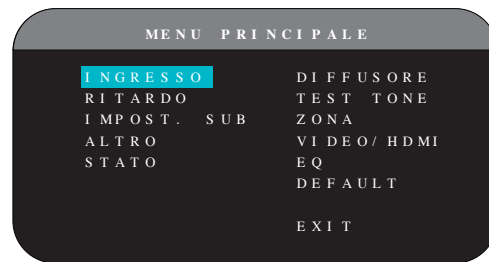 MENU PRINCIPALE
INGRESSO
RITARDO
IMPOST. SUB
ALTRO
STATO
DIFFUSORE
TEST TONE
ZONA
VIDEO/HDMI
EQ
DEFAULT
EXIT